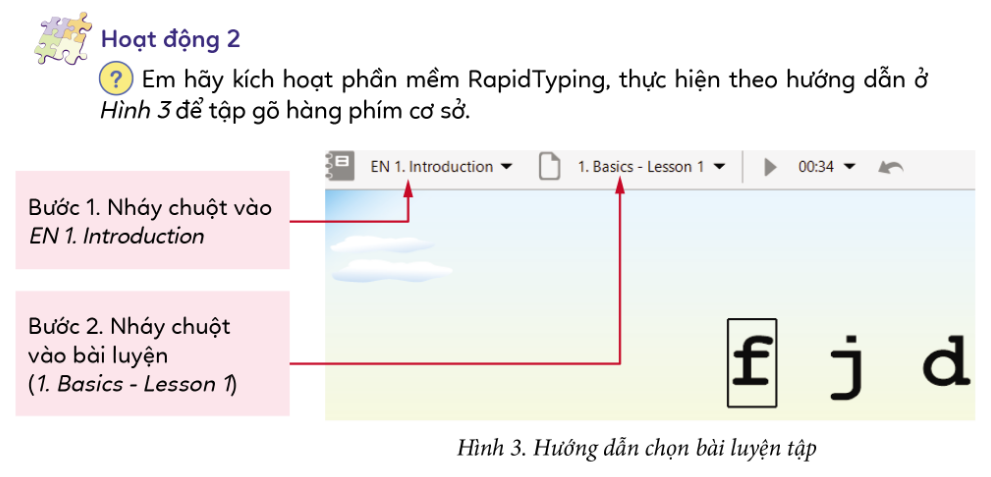 Hoạt động 2
? Em hãy kích hoạt phần mềm RapidTyping, thực hiện theo hướng dẫn ở
Hình 3 để tập gõ hàng phím cơ sở.
EN 1. Introduction
1. Basics - Lesson 1
00:34
Bước 1. Nháy chuột vào
EN 1. Introduction
Bước 2. Nháy chuột
vào bài luyện
(1. Basics - Lesson 1)
f j d
Hình 3. Hướng dẫn chọn bài luyện tập